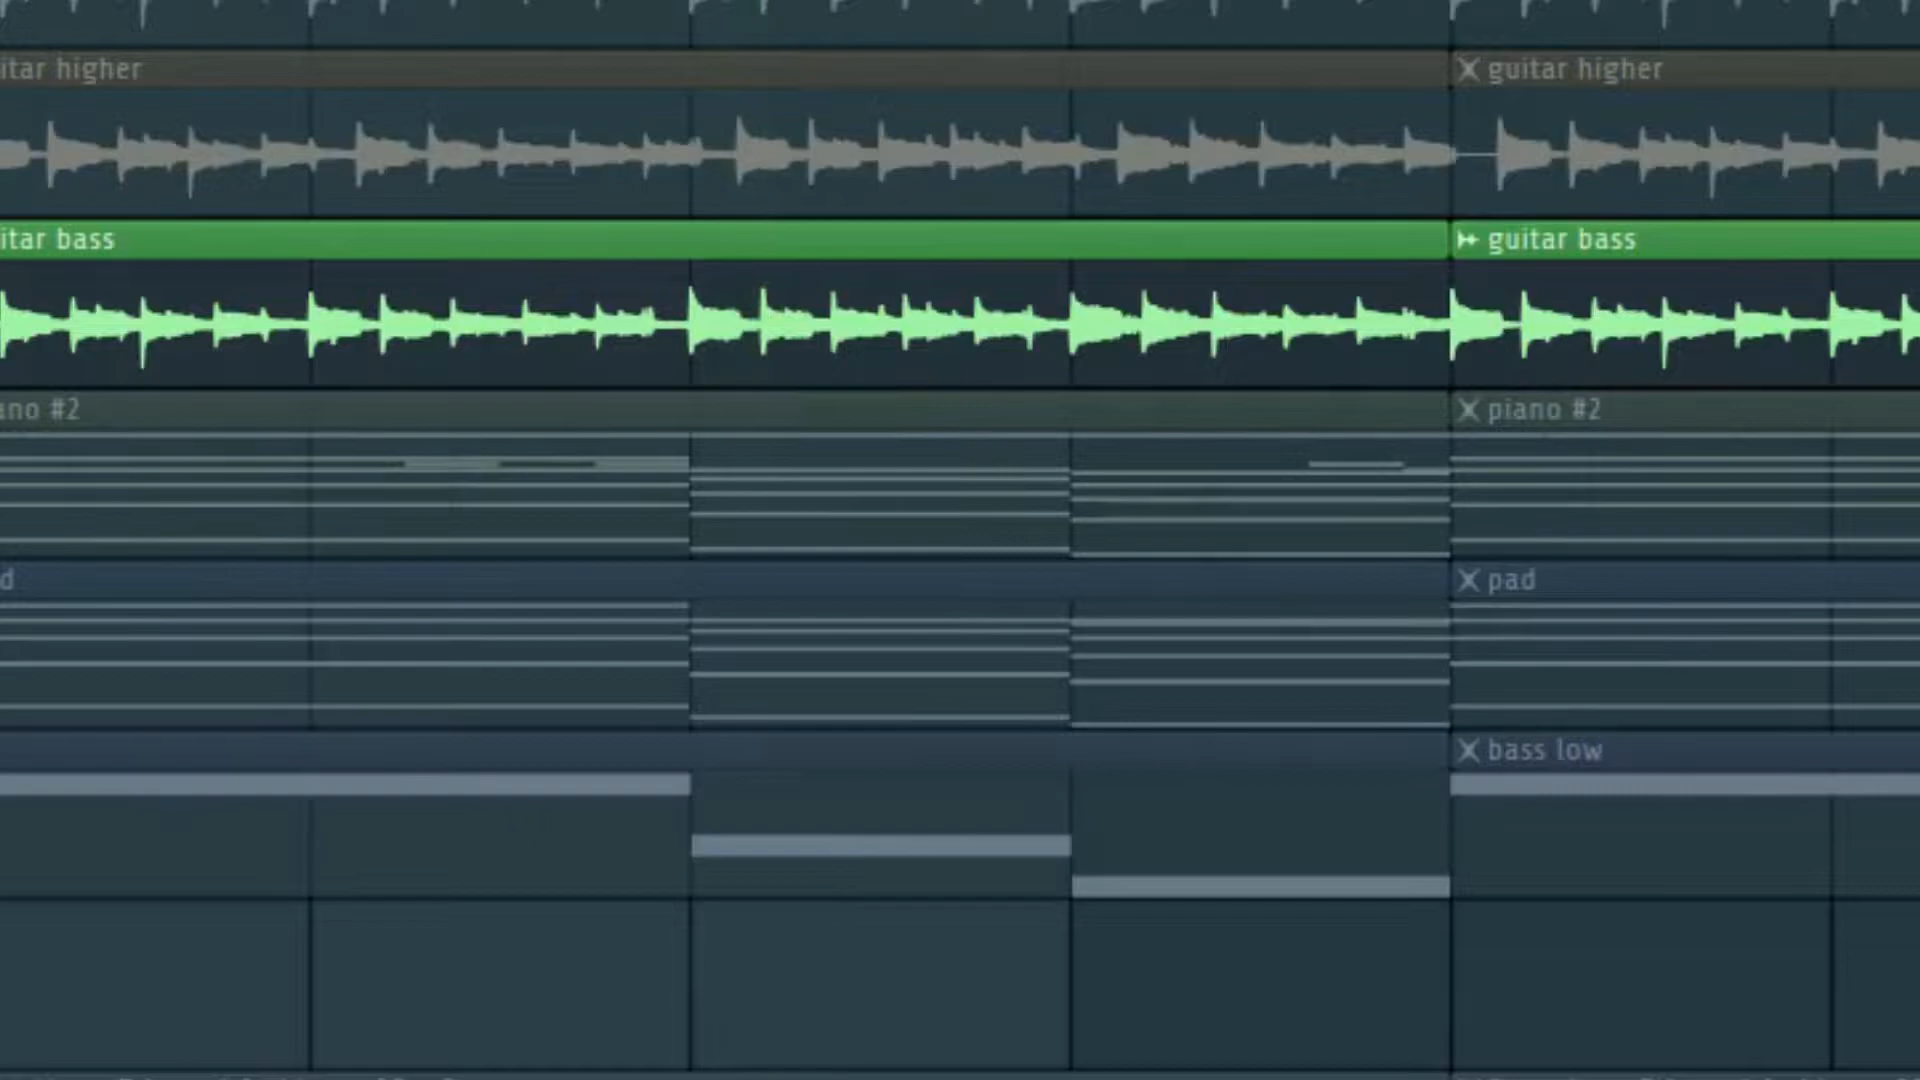 itar higher
guitar higher
itar bass
guitar bass
ano #2
piano #2
d
pad
bass low